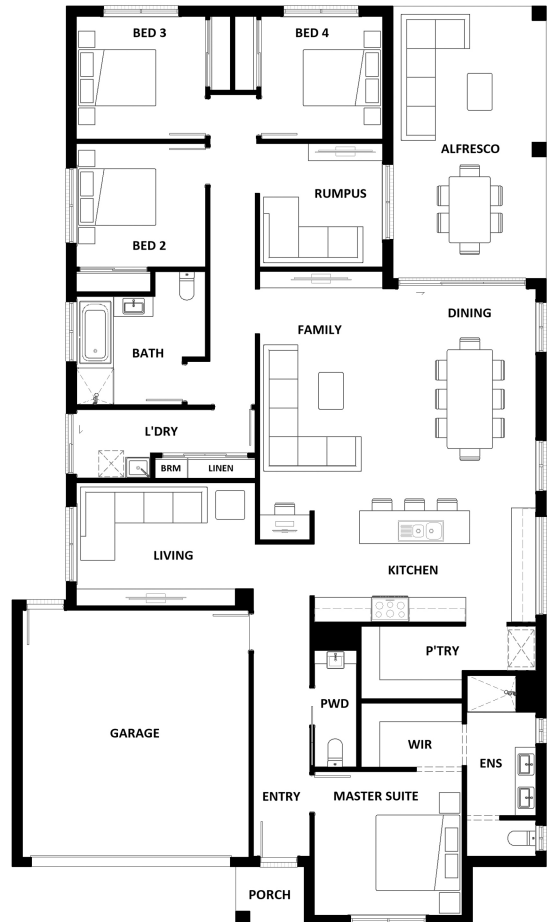 BED 3
BED 4
ALFRESCO
RUMPUS
BED 2
DINING
FAMILY
BATH
L'DRY
BRM
LINEN
LIVING
KITCHEN
P'TRY
PWD
GARAGE
WIR
ENS
ENTRY
MASTER SUITE
PORCH